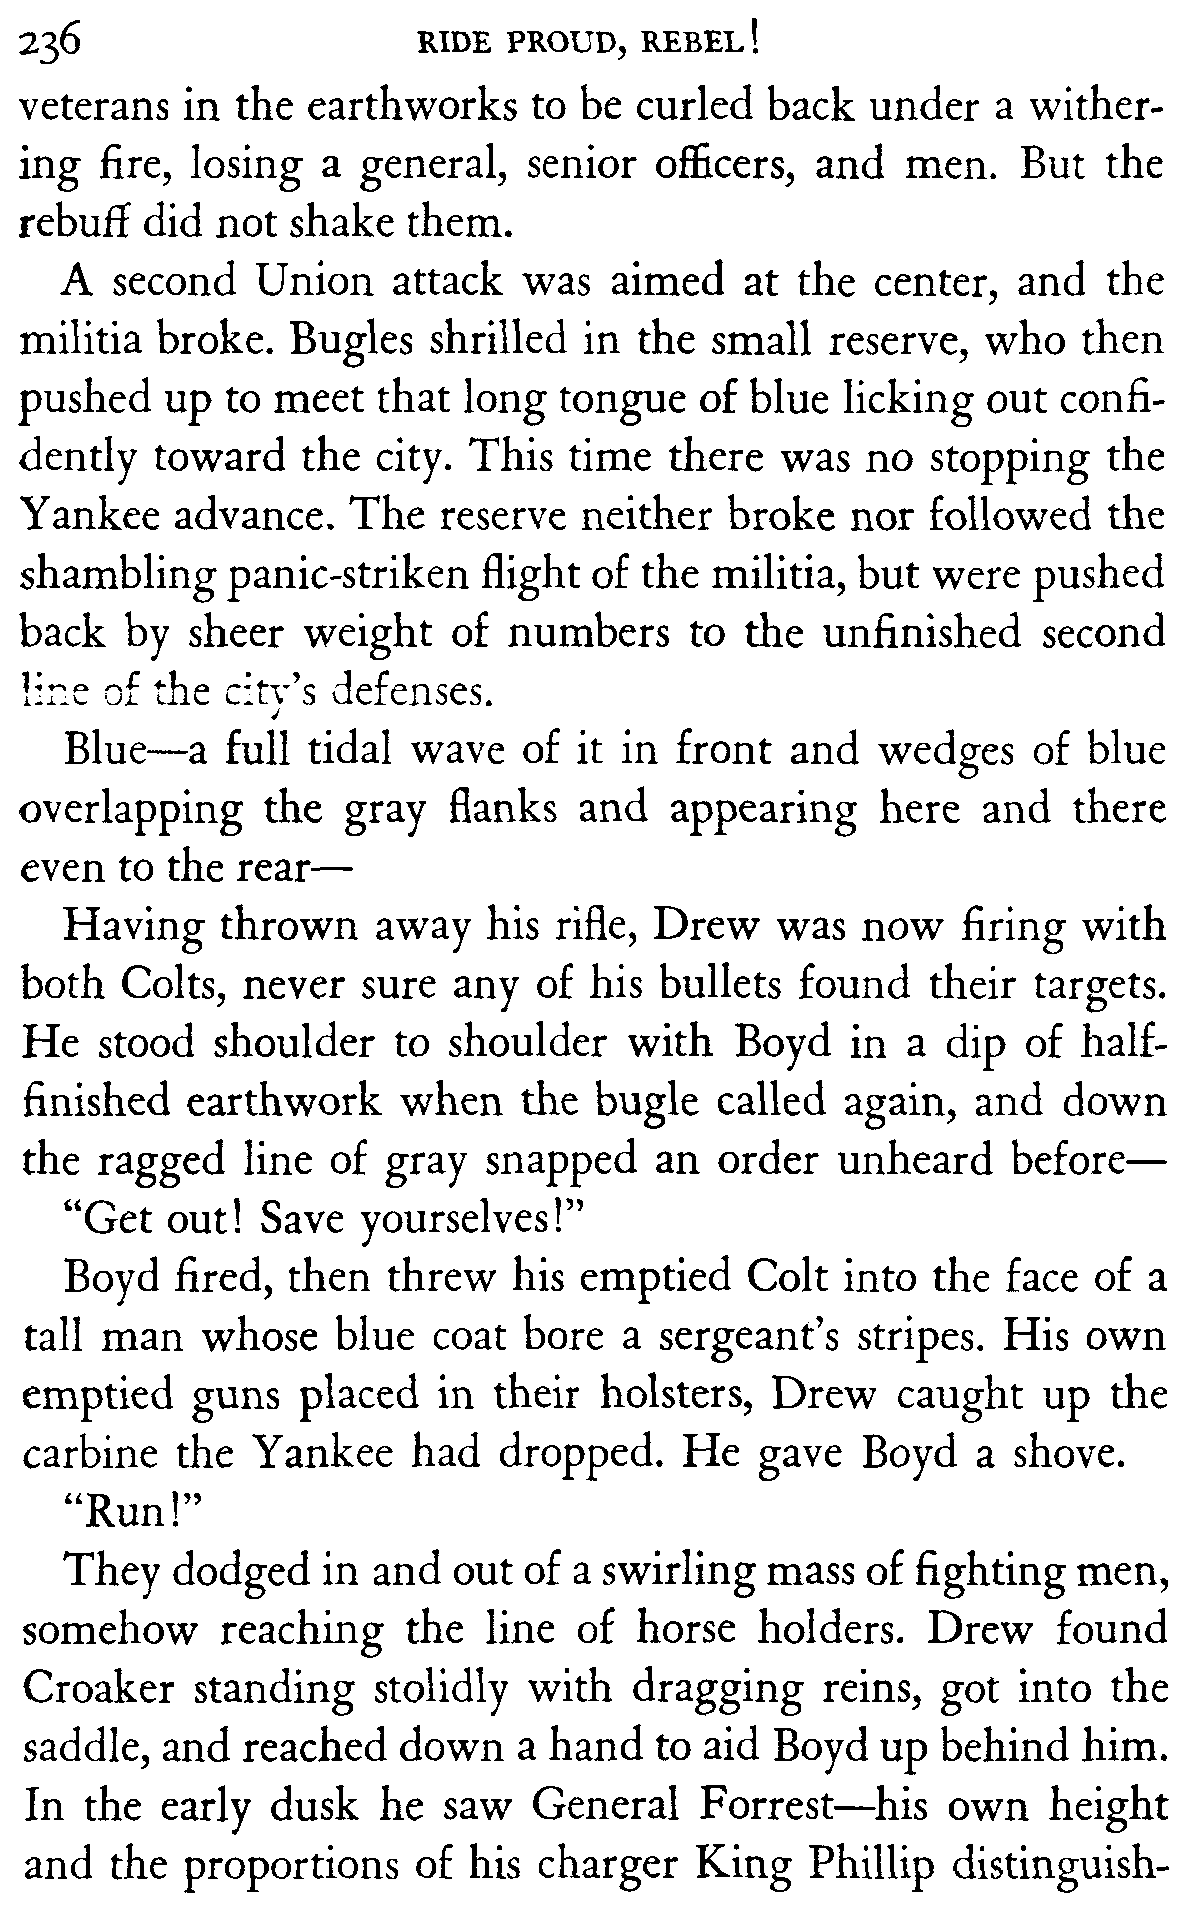 236 RIDE PROUD, REBEL!
veterans in the earthworks to be curled back under a wither-
ing fire, losing a general, senior officers, and men. But the
rebuff did not shake them.
A second Union attack was aimed at the center, and the
militia broke. Bugles shrilled in the small reserve, who then
pushed up to meet that long tongue of blue licking out confi-
dently toward the city. This time there was no stopping the
Yankee advance. The reserve neither broke nor followed the
shambling panic-striken flight of the militia, but were pushed
back by sheer weight of numbers to the unfinished second
line of the city's defenses.
Blue—a full tidal wave of it in front and wedges of blue
overlapping the gray flanks and appearing here and there
even to the rear—
Having thrown away his rifle, Drew was now firing with
both Colts, never sure any of his bullets found their targets.
He stood shoulder to shoulder with Boyd in a dip of half-
finished earthwork when the bugle called again, and down
the ragged line of gray snapped an order unheard before—
“Get out! Save yourselves!”
Boyd fired, then threw his emptied Colt into the face of a
tall man whose blue coat bore a sergeant's stripes. His own
emptied guns placed in their holsters, Drew caught up the
carbine the Yankee had dropped. He gave Boyd a shove.
“Run!”
They dodged in and out of a swirling mass of fighting men,
somehow reaching the line of horse holders. Drew found
Croaker standing stolidly with dragging reins, got into the
saddle, and reached down a hand to aid Boyd up behind him.
In the early dusk he saw General Forrest—his own height
and the proportions of his charger King Phillip distinguish-